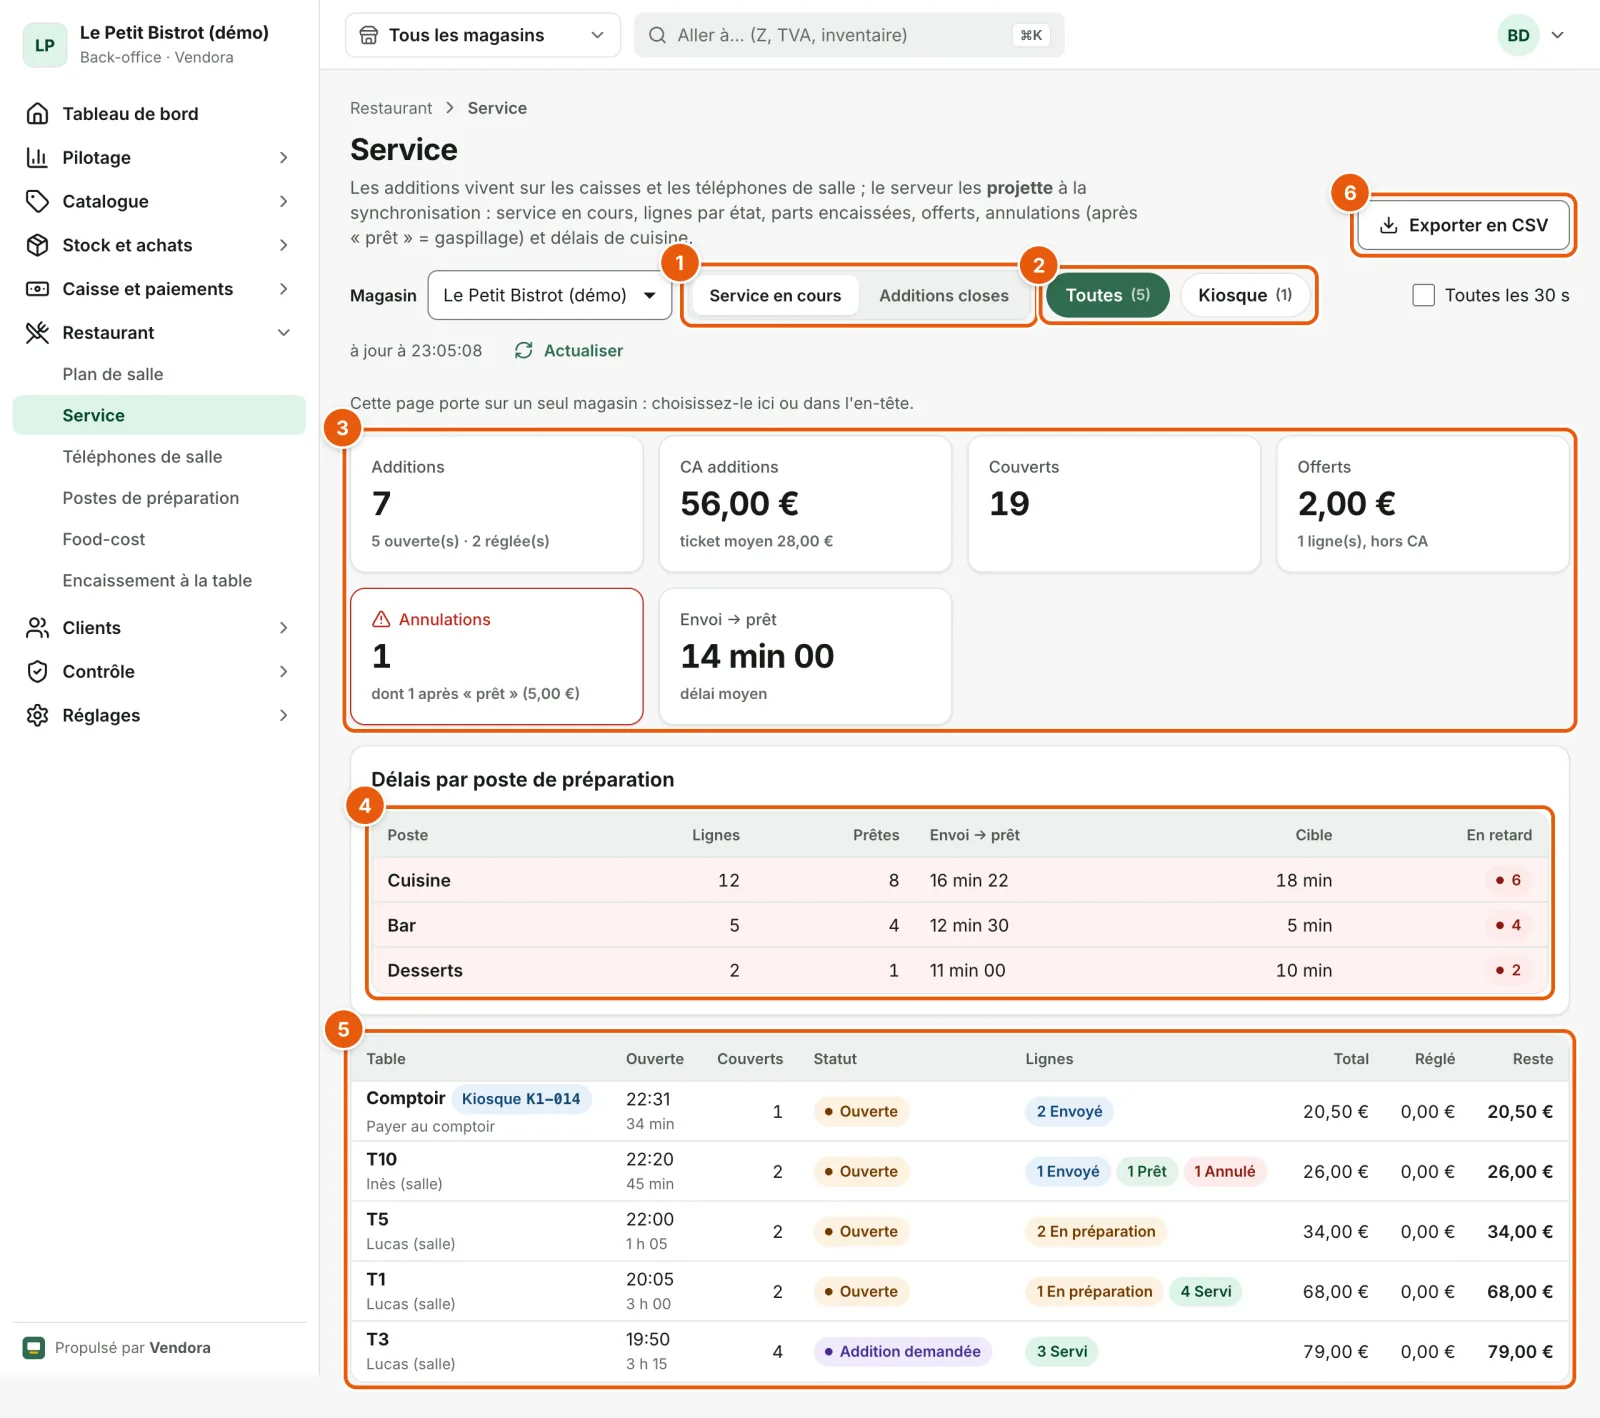 LP
Le Petit Bistrot (démo)
Back-office · Vendora
Tous les magasins
Aller à... (Z, TVA, inventaire)
⌘K
BD
Tableau de bord
Pilotage
Catalogue
Stock et achats
Caisse et paiements
Restaurant
Plan de salle
Service
Téléphones de salle
Postes de préparation
Food-cost
Encaissement à la table
Clients
Contrôle
Réglages
Propulsé par Vendora
Restaurant > Service
Service
Les additions vivent sur les caisses et les téléphones de salle ; le serveur les projette à la
synchronisation : service en cours, lignes par état, parts encaissées, offerts, annulations (après
« prêt » = gaspillage) et délais de cuisine.
6
Exporter en CSV
Magasin
Le Petit Bistrot (démo)
1
Service en cours
Additions closes
2
Toutes (5)
Kiosque (1)
Toutes les 30 s
à jour à 23:05:08
Actualiser
Cette page porte sur un seul magasin : choisissez-le ici ou dans l'en-tête.
3
Additions
7
5 ouverte(s) · 2 réglée(s)
CA additions
56,00 €
ticket moyen 28,00 €
Couverts
19
Offerts
2,00 €
1 ligne(s), hors CA
Annulations
1
dont 1 après « prêt » (5,00 €)
Envoi → prêt
14 min 00
délai moyen
Délais par poste de préparation
4
Poste Lignes Prêtes Envoi → prêt Cible En retard
Cuisine 12 8 16 min 22 18 min • 6
Bar 5 4 12 min 30 5 min • 4
Desserts 2 1 11 min 00 10 min • 2
5
Table Ouverte Couverts Statut Lignes Total Réglé Reste
Comptoir Kiosque K1-014 22:31 1 • Ouverte 2 Envoyé 20,50 € 0,00 € 20,50 €
Payer au comptoir 34 min
T10 22:20 2 • Ouverte 1 Envoyé 1 Prêt 1 Annulé 26,00 € 0,00 € 26,00 €
Inès (salle) 45 min
T5 22:00 2 • Ouverte 2 En préparation 34,00 € 0,00 € 34,00 €
Lucas (salle) 1 h 05
T1 20:05 2 • Ouverte 1 En préparation 4 Servi 68,00 € 0,00 € 68,00 €
Lucas (salle) 3 h 00
T3 19:50 4 • Addition demandée 3 Servi 79,00 € 0,00 € 79,00 €
Lucas (salle) 3 h 15